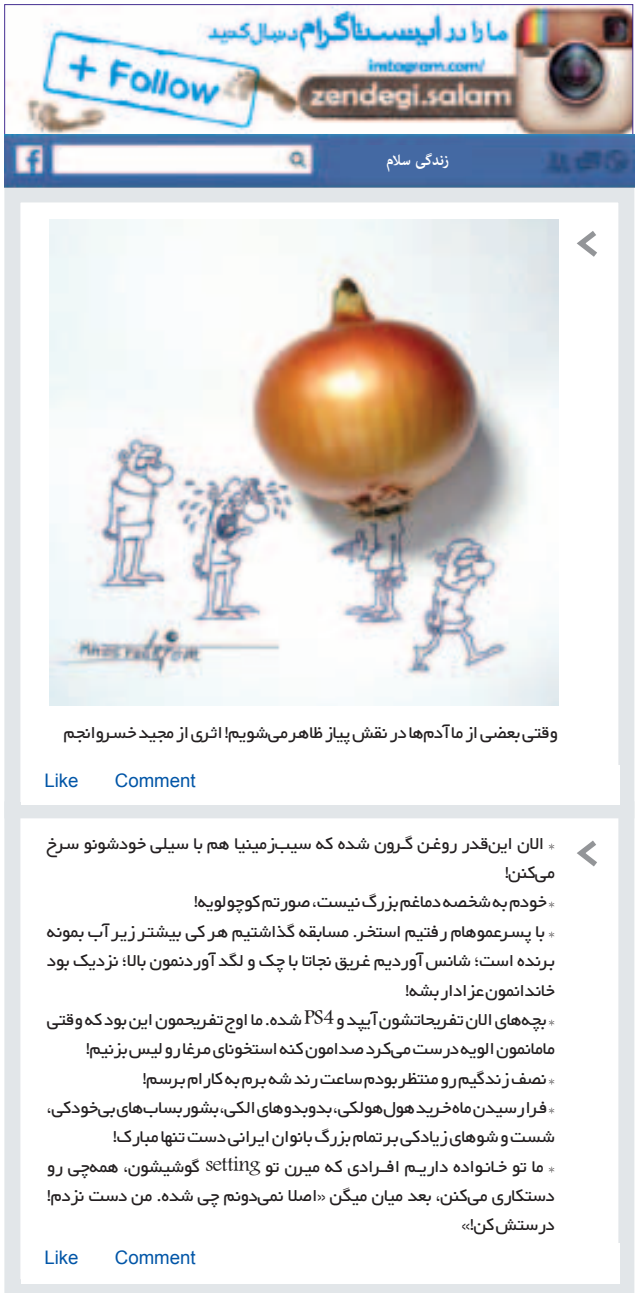 ما را در اینستاگرام دنبال کنید
instagram.com/
+ Follow
zendegi.salam
f
زندگی سلام
وقتی بعضی از ما آدم‌ها در نقش پیاز ظاهر می‌شویم! اثری از مجید خسروانجم
Like Comment
* الان این‌قدر روغن گرون شده که سیب‌زمینیا هم با سیلی خودشونو سرخ
می‌کنن!
* خودم به شخصه دماغم بزرگ نیست، صورتم کوچولویه!
* با پسرعموهام رفتیم استخر. مسابقه گذاشتیم هر کی بیشتر زیر آب بمونه
برنده است؛ شانس آوردیم غریق نجاتا با چک و لگد آوردنمون بالا؛ نزدیک بود
خاندانمون عزادار بشه!
* بچه‌های الان تفریحاتشون آیپد و PS4 شده. ما اوج تفریحمون این بود که وقتی
مامانمون الویه درست می‌کرد صدامون کنه استخونای مرغا رو لیس بزنیم!
* نصف زندگیم رو منتظر بودم ساعت رند شه برم به کارام برسم!
* فرا رسیدن ماه خرید هول‌هولکی، بدوبدوهای الکی، بشور بساب‌های بی‌خودکی،
شست و شوهای زیادکی بر تمام بزرگ بانوان ایرانی دست تنها مبارک!
* ما تو خانواده داریم افرادی که میرن تو setting گوشیشون، همه‌چی رو
دستکاری می‌کنن، بعد میان میگن «اصلا نمی‌دونم چی شده. من دست نزدم!
درستش کن!»
Like Comment